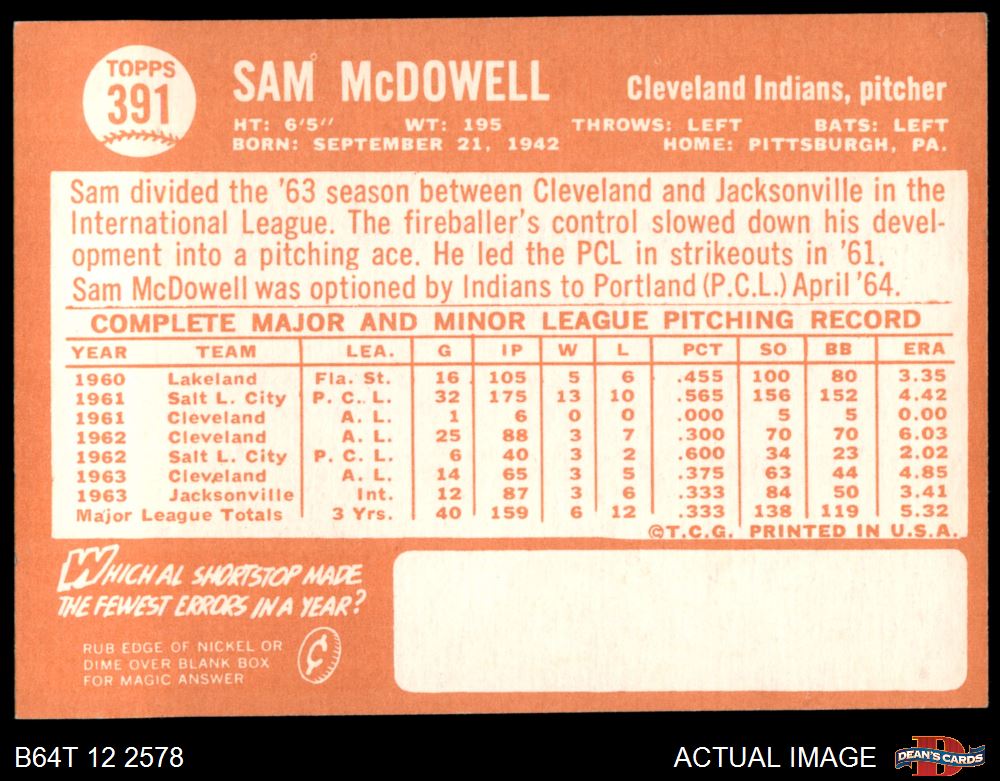 TOPPS
391
SAM McDOWELL
Cleveland Indians, pitcher
HT: 6'5" WT: 195 THROWS: LEFT BATS: LEFT
BORN: SEPTEMBER 21, 1942 HOME: PITTSBURGH, PA.
Sam divided the '63 season between Cleveland and Jacksonville in the
International League. The fireballer's control slowed down his devel-
opment into a pitching ace. He led the PCL in strikeouts in '61.
Sam McDowell was optioned by Indians to Portland (P.C.L.) April '64.
COMPLETE MAJOR AND MINOR LEAGUE PITCHING RECORD
YEAR TEAM LEA. G IP W L PCT SO BB ERA
1960 Lakeland Fla. St. 16 105 5 6 .455 100 80 3.35
1961 Salt L. City P. C. L. 32 175 13 10 .565 156 152 4.42
1961 Cleveland A. L. 1 6 0 0 .000 5 5 0.00
1962 Cleveland A. L. 25 88 3 7 .300 70 70 6.03
1962 Salt L. City P. C. L. 6 40 3 2 .600 34 23 2.02
1963 Cleveland A. L. 14 65 3 5 .375 63 44 4.85
1963 Jacksonville Int. 12 87 3 6 .333 84 50 3.41
Major League Totals 3 Yrs. 40 159 6 12 .333 138 119 5.32
©T.C.G. PRINTED IN U.S.A.
WHICH AL SHORTSTOP MADE
THE FEWEST ERRORS IN A YEAR?
RUB EDGE OF NICKEL OR
DIME OVER BLANK BOX
FOR MAGIC ANSWER
¢
B64T 12 2578
ACTUAL IMAGE
D
DEAN'S CARDS